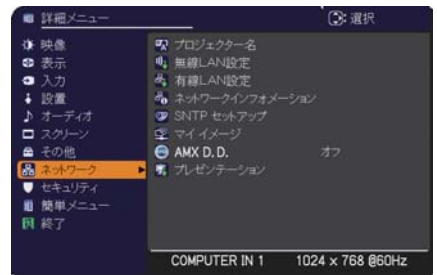 詳細メニュー
: 選択
映像
表示
入力
設置
オーディオ
スクリーン
その他
ネットワーク
セキュリティ
簡単メニュー
終了
プロジェクター名
無線LAN設定
有線LAN設定
ネットワークインフォメーション
SNTP セットアップ
マイ イメージ
AMX D. D. オフ
プレゼンテーション
COMPUTER IN 1 1024 x 768 @60Hz